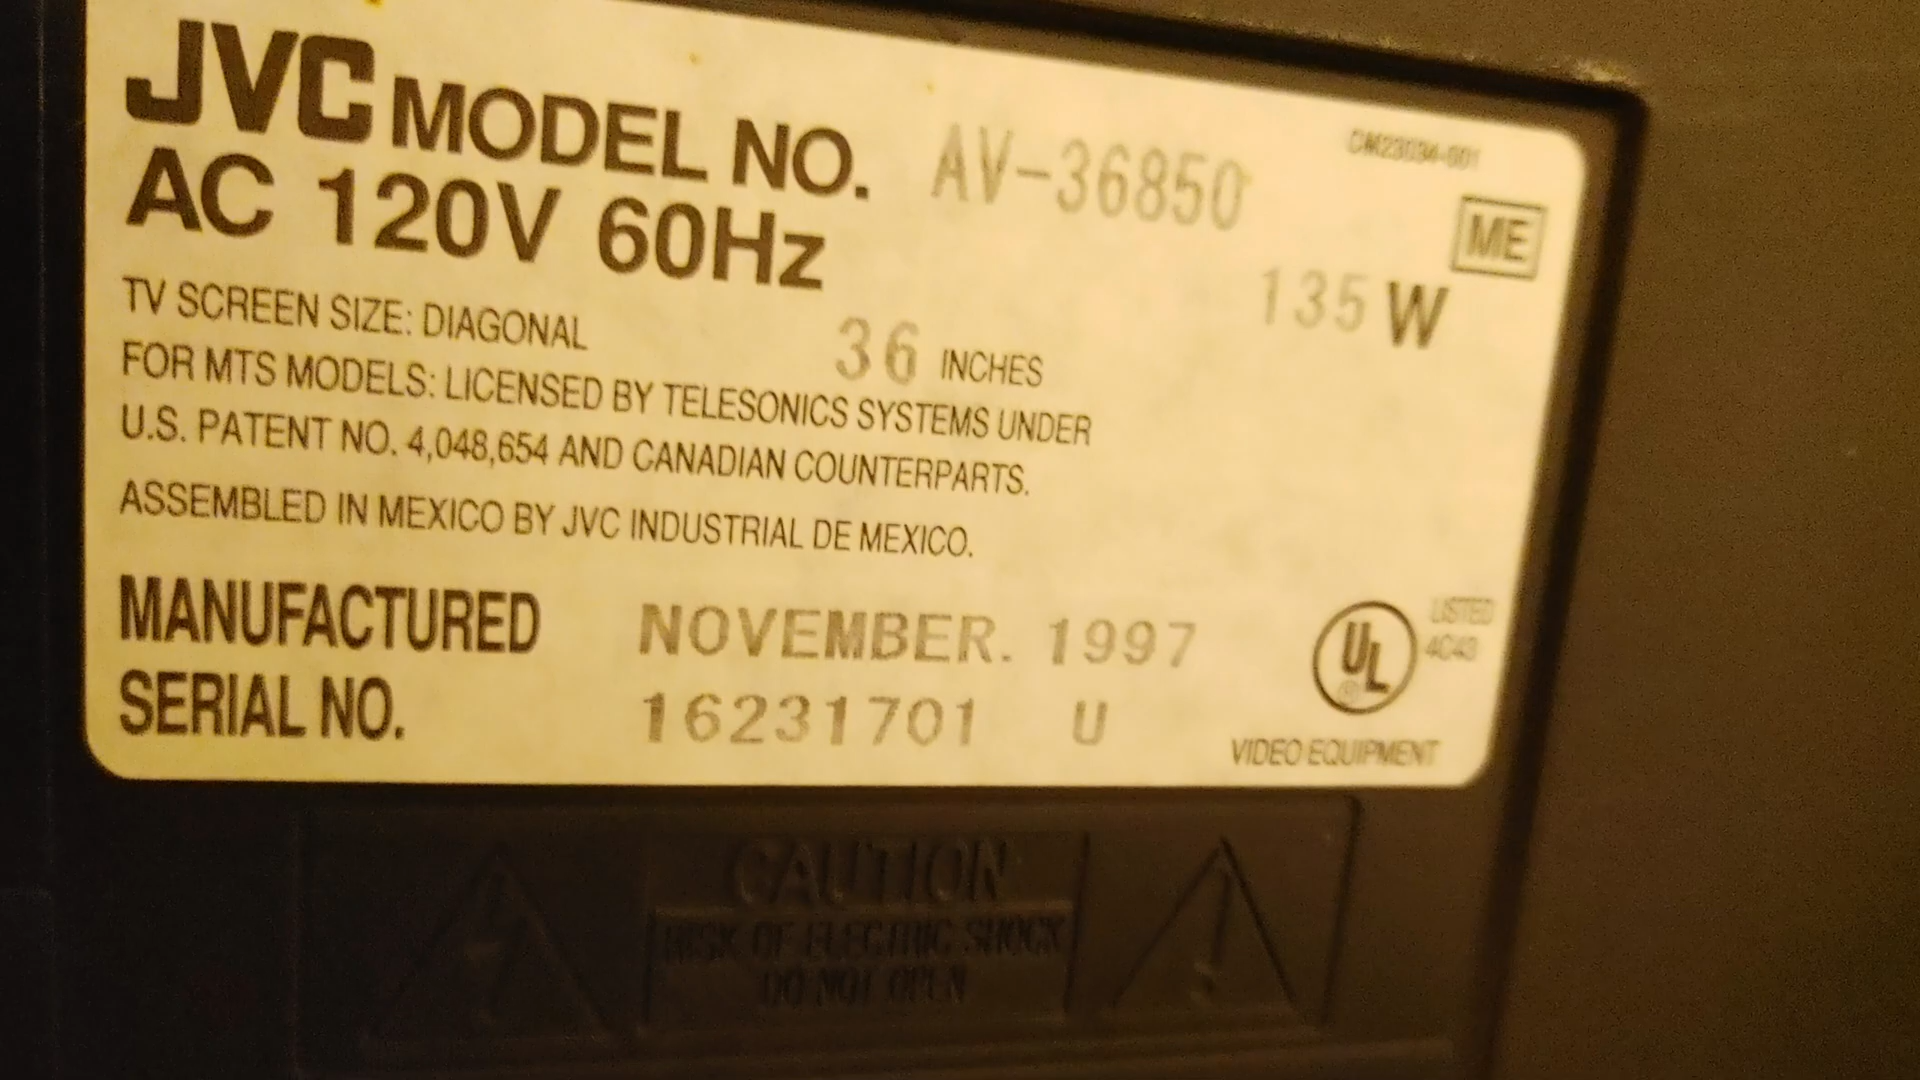 JVC MODEL NO. AV-36850
CM23034-001
AC 120V 60Hz
ME
135 W
TV SCREEN SIZE: DIAGONAL 36 INCHES
FOR MTS MODELS: LICENSED BY TELESONICS SYSTEMS UNDER
U.S. PATENT NO. 4,048,654 AND CANADIAN COUNTERPARTS.
ASSEMBLED IN MEXICO BY JVC INDUSTRIAL DE MEXICO.
MANUFACTURED NOVEMBER. 1997
SERIAL NO. 16231701 U
UL
LISTED
4C43
VIDEO EQUIPMENT
CAUTION
RISK OF ELECTRIC SHOCK
DO NOT OPEN